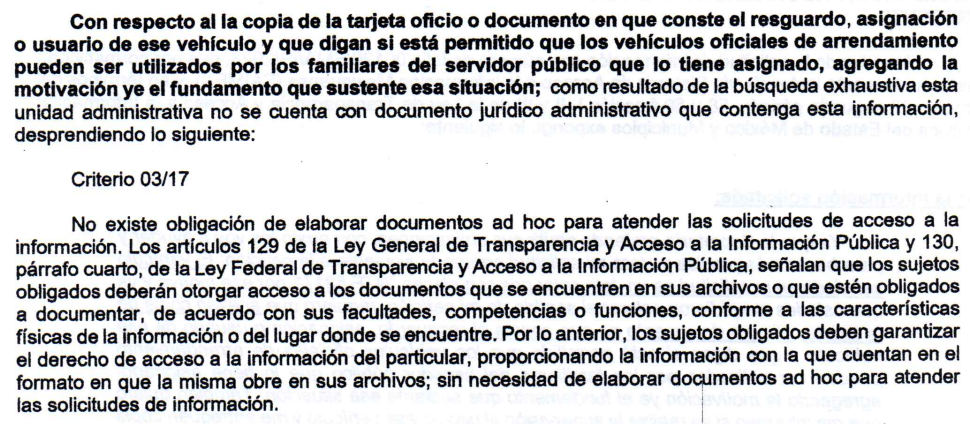 Con respecto al la copia de la tarjeta oficio o documento en que conste el resguardo, asignación
o usuario de ese vehículo y que digan si está permitido que los vehículos oficiales de arrendamiento
pueden ser utilizados por los familiares del servidor público que lo tiene asignado, agregando la
motivación ye el fundamento que sustente esa situación; como resultado de la búsqueda exhaustiva esta
unidad administrativa no se cuenta con documento jurídico administrativo que contenga esta información,
desprendiendo lo siguiente:
Criterio 03/17
No existe obligación de elaborar documentos ad hoc para atender las solicitudes de acceso a la
información. Los artículos 129 de la Ley General de Transparencia y Acceso a la Información Pública y 130,
párrafo cuarto, de la Ley Federal de Transparencia y Acceso a la Información Pública, señalan que los sujetos
obligados deberán otorgar acceso a los documentos que se encuentren en sus archivos o que estén obligados
a documentar, de acuerdo con sus facultades, competencias o funciones, conforme a las características
físicas de la información o del lugar donde se encuentre. Por lo anterior, los sujetos obligados deben garantizar
el derecho de acceso a la información del particular, proporcionando la información con la que cuentan en el
formato en que la misma obre en sus archivos; sin necesidad de elaborar documentos ad hoc para atender
las solicitudes de información.